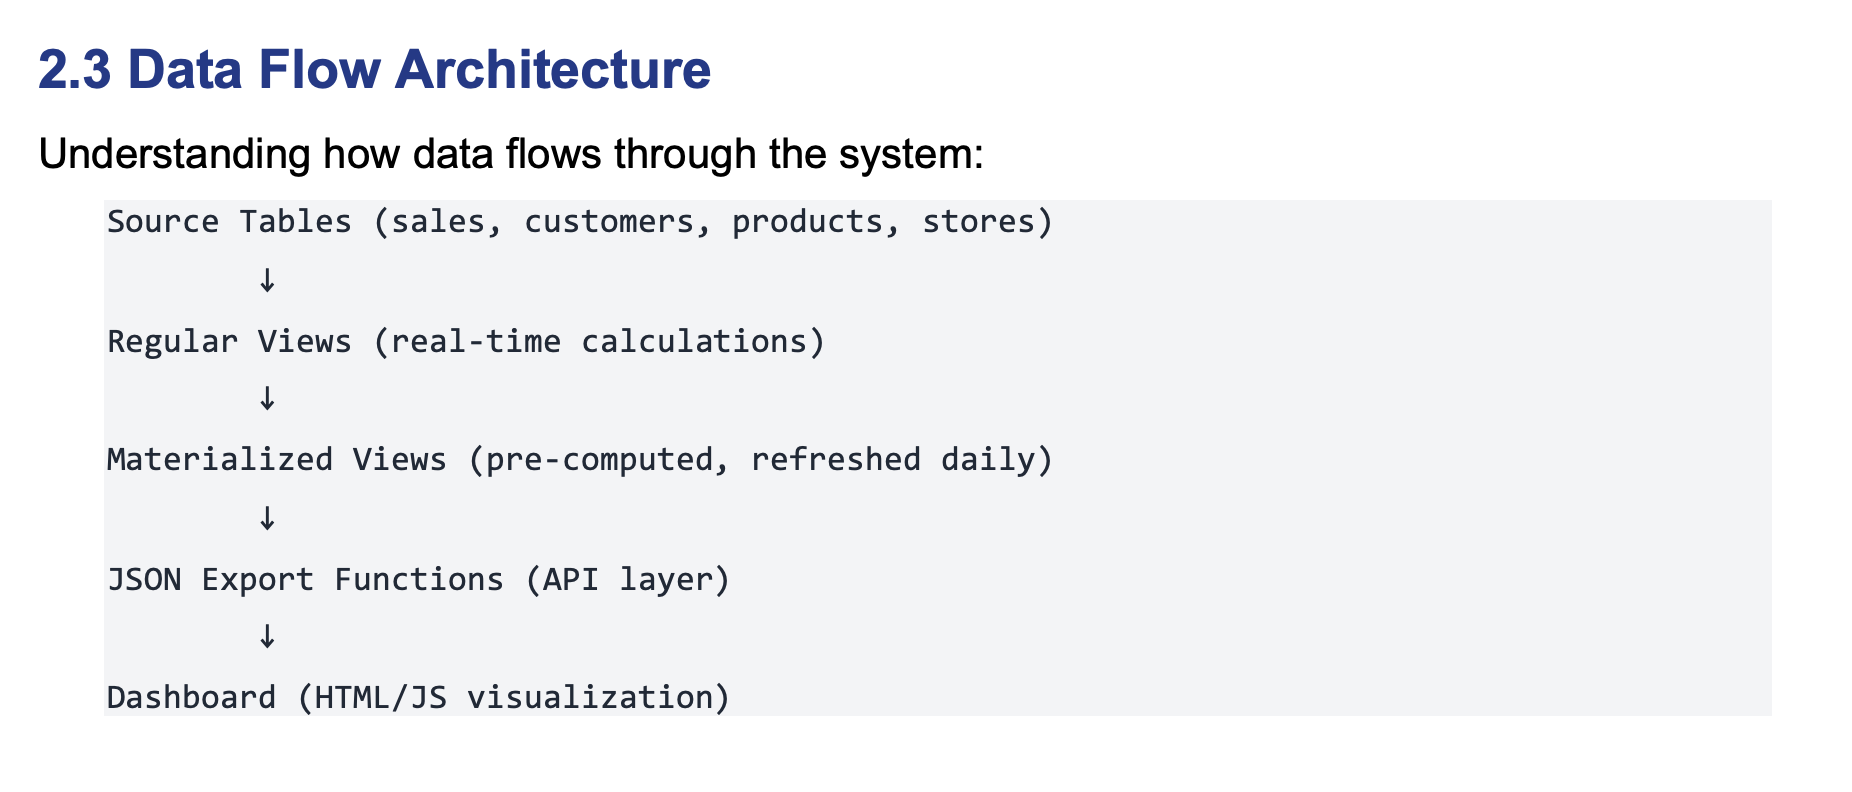 2.3 Data Flow Architecture
Understanding how data flows through the system:
Source Tables (sales, customers, products, stores)
↓
Regular Views (real-time calculations)
↓
Materialized Views (pre-computed, refreshed daily)
↓
JSON Export Functions (API layer)
↓
Dashboard (HTML/JS visualization)